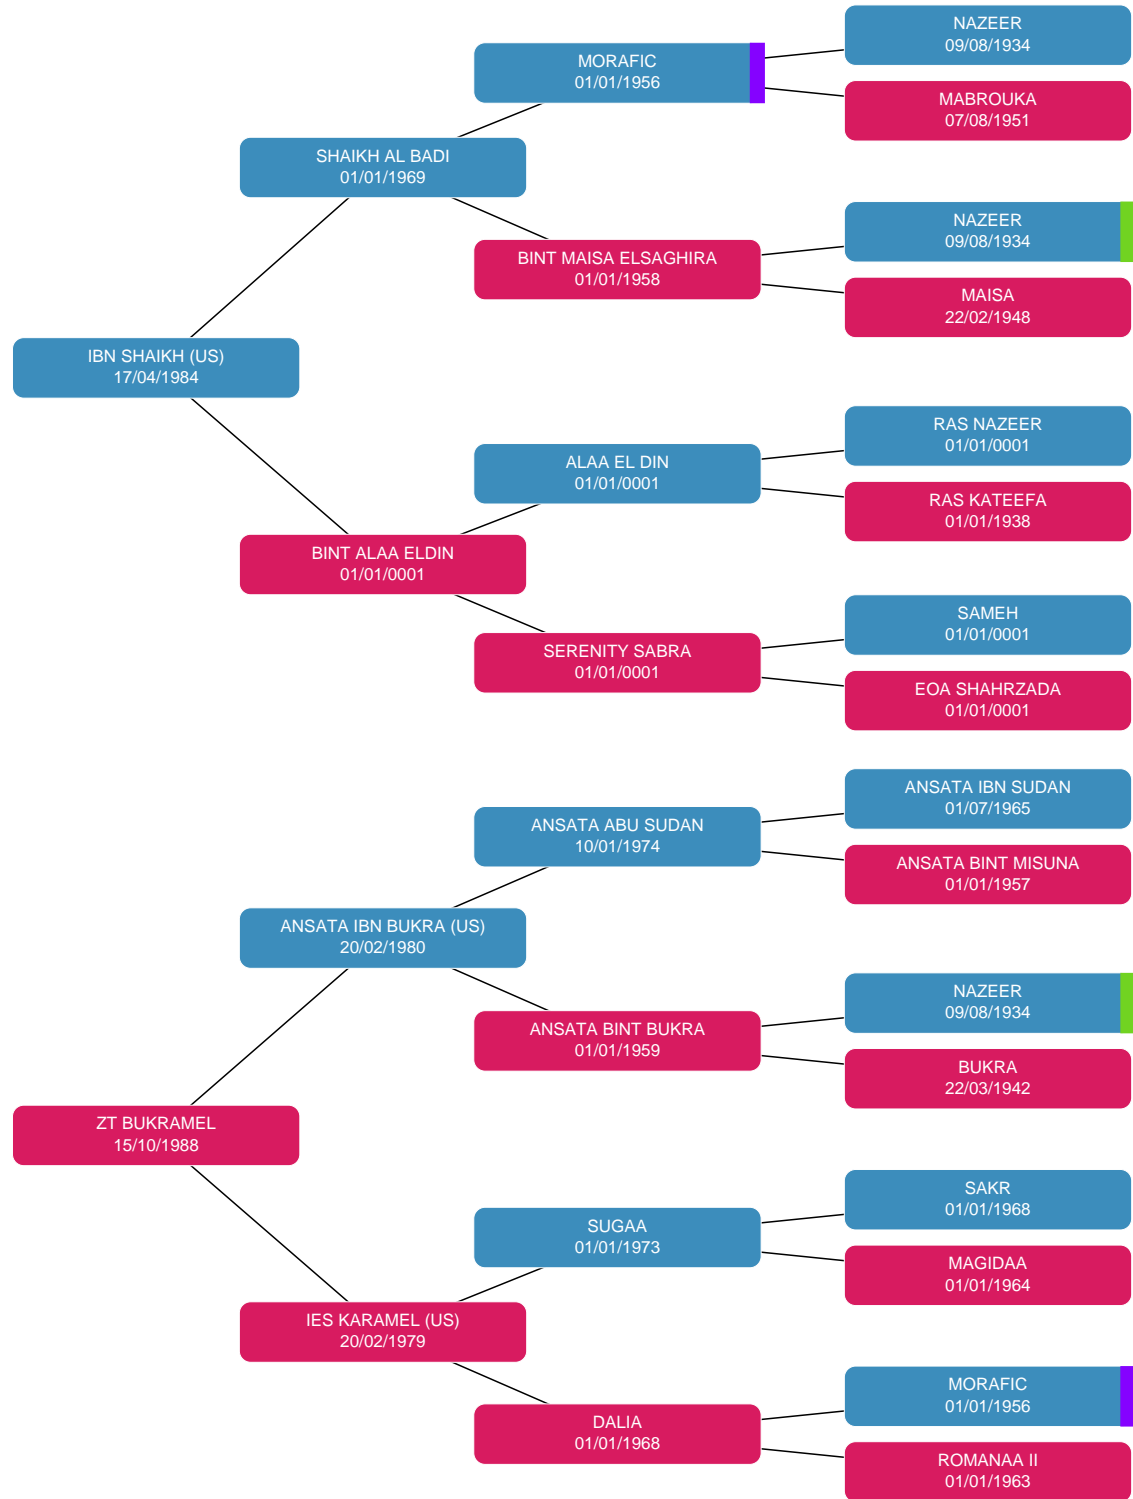 NAZEER
09/08/1934
MORAFIC
01/01/1956
MABROUKA
07/08/1951
SHAIKH AL BADI
01/01/1969
NAZEER
09/08/1934
BINT MAISA ELSAGHIRA
01/01/1958
MAISA
22/02/1948
IBN SHAIKH (US)
17/04/1984
RAS NAZEER
01/01/0001
ALAA EL DIN
01/01/0001
RAS KATEEFA
01/01/1938
BINT ALAA ELDIN
01/01/0001
SAMEH
01/01/0001
SERENITY SABRA
01/01/0001
EOA SHAHRZADA
01/01/0001
ANSATA IBN SUDAN
01/07/1965
ANSATA ABU SUDAN
10/01/1974
ANSATA BINT MISUNA
01/01/1957
ANSATA IBN BUKRA (US)
20/02/1980
NAZEER
09/08/1934
ANSATA BINT BUKRA
01/01/1959
BUKRA
22/03/1942
ZT BUKRAMEL
15/10/1988
SAKR
01/01/1968
SUGAA
01/01/1973
MAGIDAA
01/01/1964
IES KARAMEL (US)
20/02/1979
MORAFIC
01/01/1956
DALIA
01/01/1968
ROMANAA II
01/01/1963